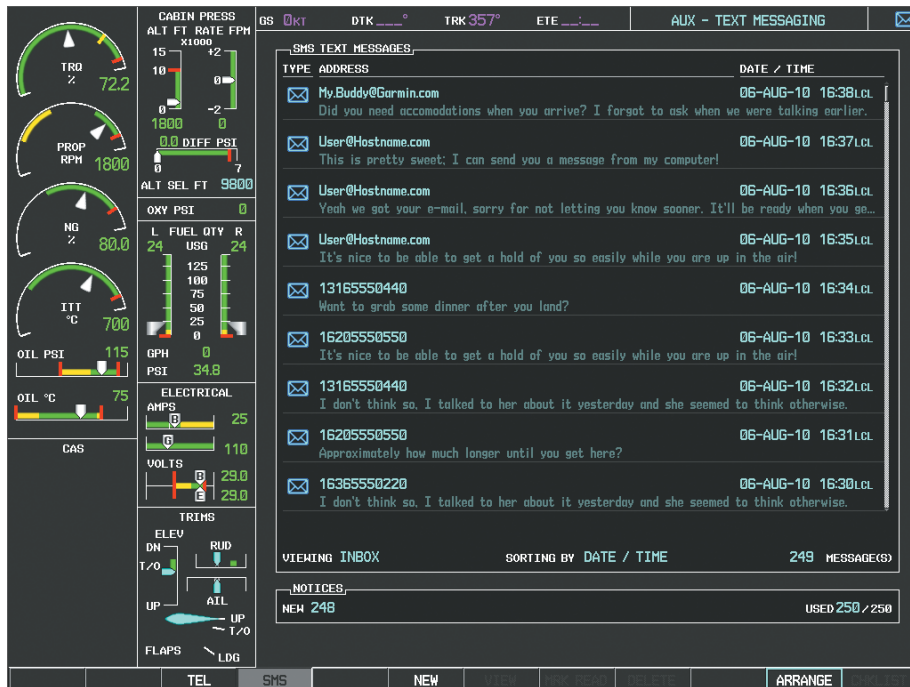 GS 0KT DTK ___° TRK 357° ETE __:__ AUX - TEXT MESSAGING
TRQ
%
72.2
PROP
RPM
1800
NG
%
80.0
ITT
°C
700
OIL PSI 115
OIL °C 75
CAS
CABIN PRESS
ALT FT RATE FPM
X1000
15 +2
10 0
0 -2
1800 0
0.0 DIFF PSI
0 7
ALT SEL FT 9800
OXY PSI 0
L FUEL QTY R
24 USG 24
125
100
75
50
25
0
GPH 0
PSI 34.8
ELECTRICAL
AMPS
B 25
G 110
VOLTS
B 29.0
E 29.0
TRIMS
ELEV
DN RUD
T/O
AIL
UP
UP
T/O
FLAPS LDG
SMS TEXT MESSAGES
TYPE ADDRESS DATE / TIME
My.Buddy@Garmin.com 06-AUG-10 16:38LCL
Did you need accomodations when you arrive? I forgot to ask when we were talking earlier.
User@Hostname.com 06-AUG-10 16:37LCL
This is pretty sweet; I can send you a message from my computer!
User@Hostname.com 06-AUG-10 16:36LCL
Yeah we got your e-mail, sorry for not letting you know sooner. It'll be ready when you ge...
User@Hostname.com 06-AUG-10 16:35LCL
It's nice to be able to get a hold of you so easily while you are up in the air!
13165550440 06-AUG-10 16:34LCL
Want to grab some dinner after you land?
16205550550 06-AUG-10 16:33LCL
It's nice to be able to get a hold of you so easily while you are up in the air!
13165550440 06-AUG-10 16:32LCL
I don't think so, I talked to her about it yesterday and she seemed to think otherwise.
16205550550 06-AUG-10 16:31LCL
Approximately how much longer until you get here?
16365550220 06-AUG-10 16:30LCL
I don't think so, I talked to her about it yesterday and she seemed to think otherwise.
VIEWING INBOX SORTING BY DATE / TIME 249 MESSAGE(S)
NOTICES
NEW 248 USED 250/250
TEL SMS NEW VIEW MRK READ DELETE ARRANGE CHKLIST